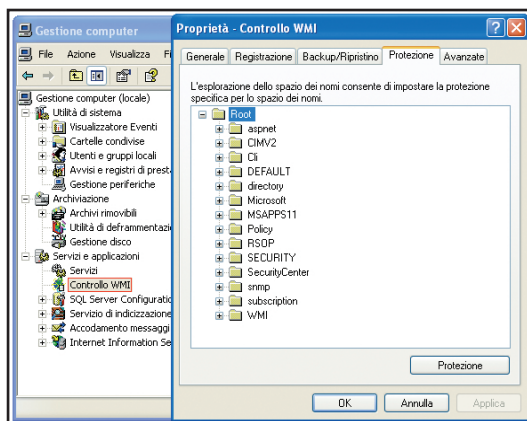 Gestione computer
File Azione Visualizza
Gestione computer (locale)
Utilità di sistema
Visualizzatore Eventi
Cartelle condivise
Utenti e gruppi locali
Avvisi e registri di
Gestione periferiche
Archiviazione
Archivi rimovibili
Utilità di
Gestione disco
Servizi e applicazioni
Servizi
Controllo WMI
SQL Server
Servizio di indicizzazione
Accodamento messaggi
Internet Information
Proprietà - Controllo WMI
Generale Registrazione Backup/Ripristino Protezione Avanzate
L'esplorazione dello spazio dei nomi consente di impostare la protezione
specifica per lo spazio dei nomi.
Root
aspnet
CIMV2
Cli
DEFAULT
directory
Microsoft
MSAPPS11
Policy
RSOP
SECURITY
SecurityCenter
snmp
subscription
WMI
Protezione
OK Annulla Applica